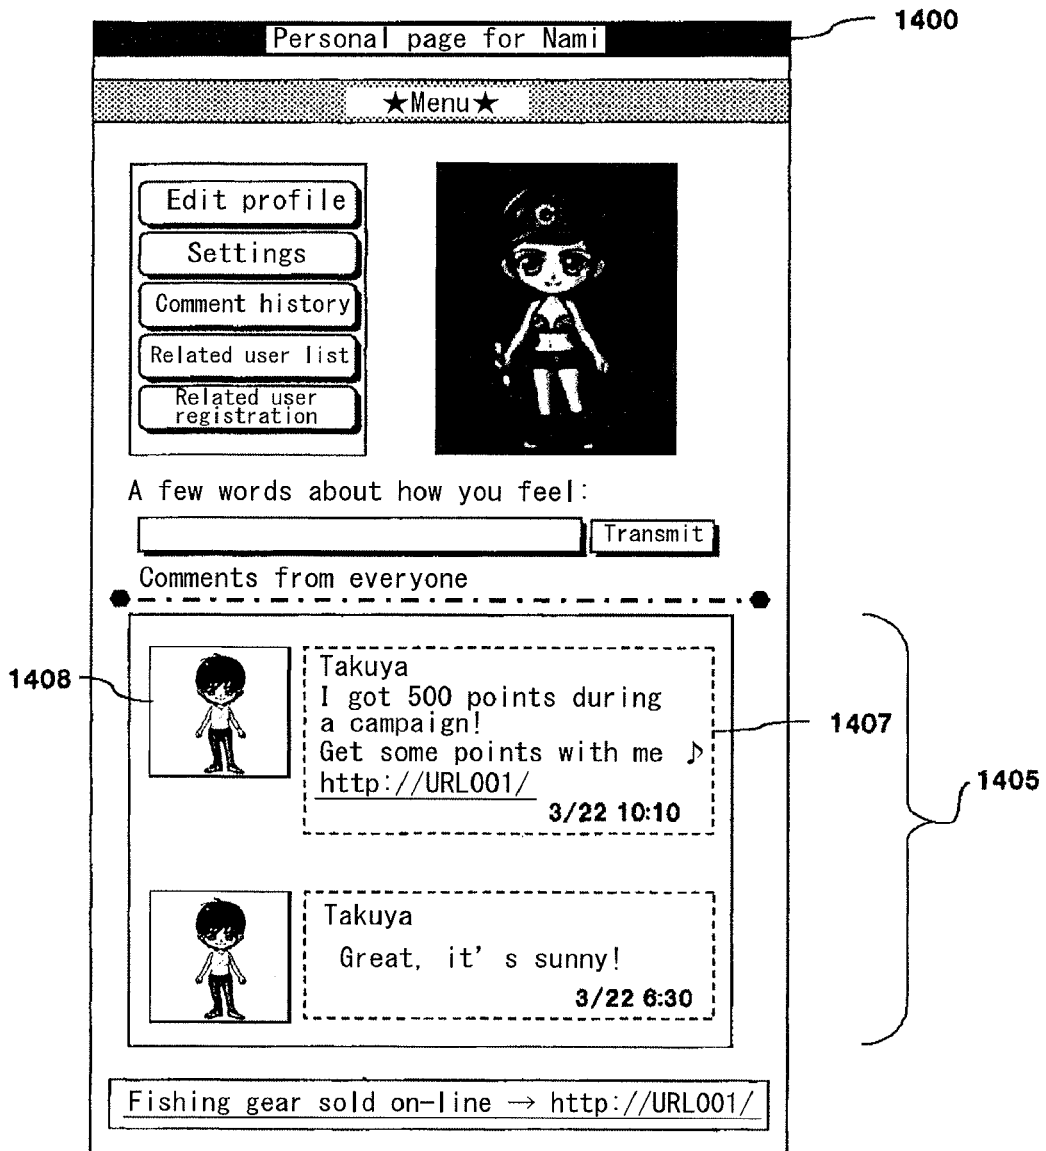 1400
Personal page for Nami
★Menu★
Edit profile
Settings
Comment history
Related user list
Related user
registration
A few words about how you feel:
Transmit
Comments from everyone
1408
Takuya
I got 500 points during
a campaign!
Get some points with me ♪
http://URL001/
3/22 10:10
1407
1405
Takuya
Great, it's sunny!
3/22 6:30
Fishing gear sold on-line → http://URL001/